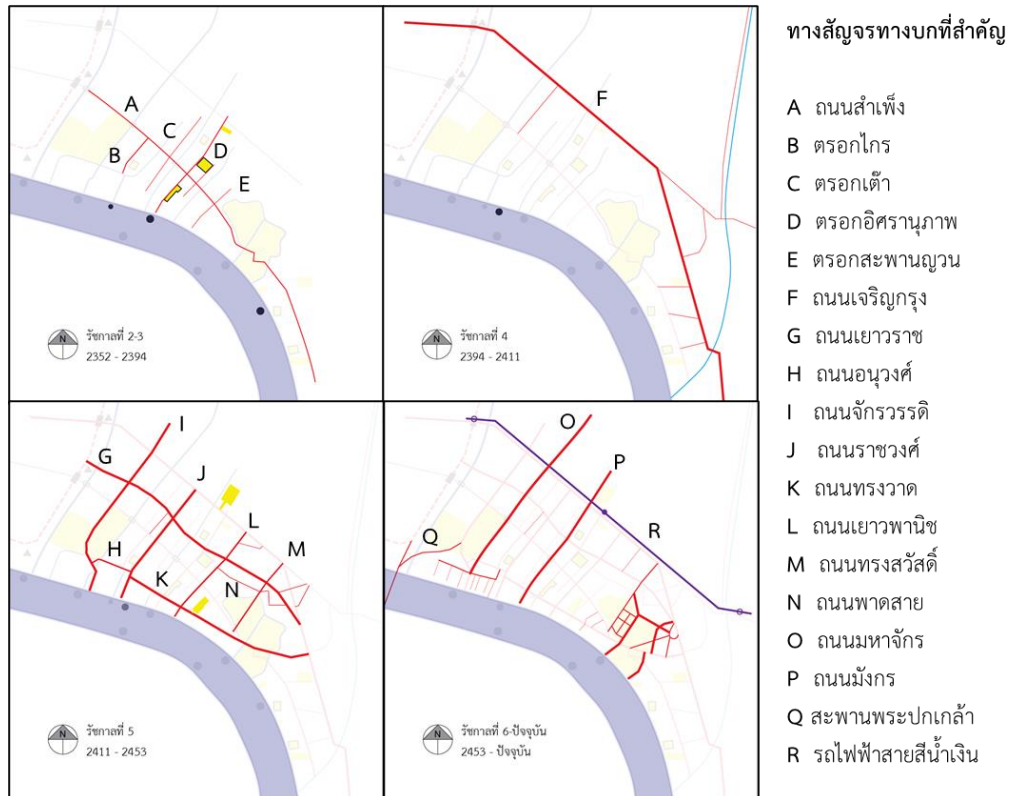 A
C
B
D
E
N
รัชกาลที่ 2-3
2352 - 2394
F
N
รัชกาลที่ 4
2394 - 2411
I
G
J
L
H
M
K
N
N
รัชกาลที่ 5
2411 - 2453
O
P
Q
R
N
รัชกาลที่ 6-ปัจจุบัน
2453 - ปัจจุบัน
ทางสัญจรทางบกที่สำคัญ
A ถนนสำเพ็ง
B ตรอกไกร
C ตรอกเต๊า
D ตรอกอิศรานุภาพ
E ตรอกสะพานญวน
F ถนนเจริญกรุง
G ถนนเยาวราช
H ถนนอนุวงศ์
I ถนนจักรวรรดิ
J ถนนราชวงศ์
K ถนนทรงวาด
L ถนนเยาวพานิช
M ถนนทรงสวัสดิ์
N ถนนพาดสาย
O ถนนมหาจักร
P ถนนมังกร
Q สะพานพระปกเกล้า
R รถไฟฟ้าสายสีน้ำเงิน